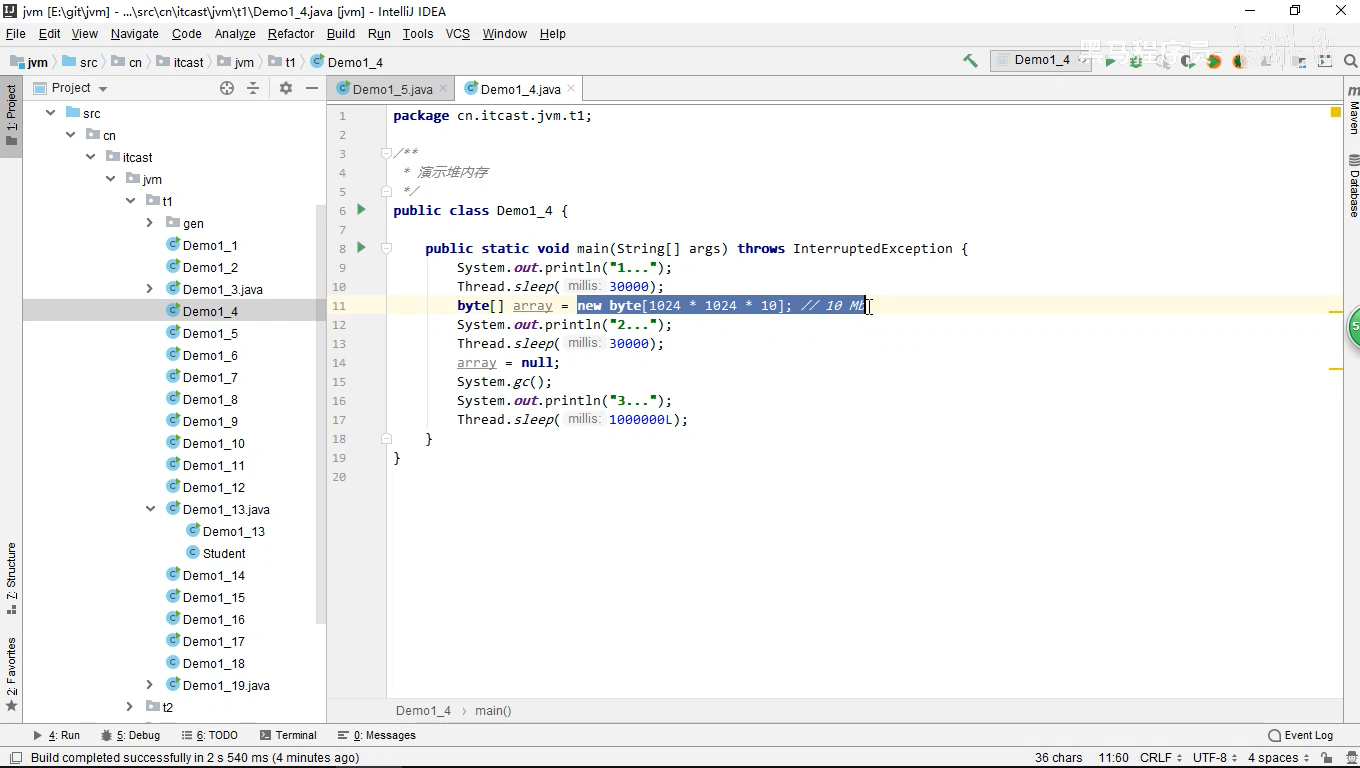 jvm [E:\git\jvm] - ...\src\cn\itcast\jvm\t1\Demo1_4.java [jvm] - IntelliJ IDEA
File Edit View Navigate Code Analyze Refactor Build Run Tools VCS Window Help
jvm src cn itcast jvm t1 Demo1_4
Demo1_4
黑马程序员
Project
Demo1_5.java Demo1_4.java
1: Project
7: Structure
2: Favorites
src
cn
itcast
jvm
t1
gen
Demo1_1
Demo1_2
Demo1_3.java
Demo1_4
Demo1_5
Demo1_6
Demo1_7
Demo1_8
Demo1_9
Demo1_10
Demo1_11
Demo1_12
Demo1_13.java
Demo1_13
Student
Demo1_14
Demo1_15
Demo1_16
Demo1_17
Demo1_18
Demo1_19.java
t2
1 package cn.itcast.jvm.t1;
2
3 /**
4 * 演示堆内存
5 */
6 public class Demo1_4 {
7
8 public static void main(String[] args) throws InterruptedException {
9 System.out.println("1...");
10 Thread.sleep( millis: 30000);
11 byte[] array = new byte[1024 * 1024 * 10]; // 10 Mb
12 System.out.println("2...");
13 Thread.sleep( millis: 30000);
14 array = null;
15 System.gc();
16 System.out.println("3...");
17 Thread.sleep( millis: 1000000L);
18 }
19 }
20
Maven
Database
5
Demo1_4 › main()
4: Run 5: Debug 6: TODO Terminal 0: Messages Event Log
Build completed successfully in 2 s 540 ms (4 minutes ago) 36 chars 11:60 CRLF UTF-8 4 spaces